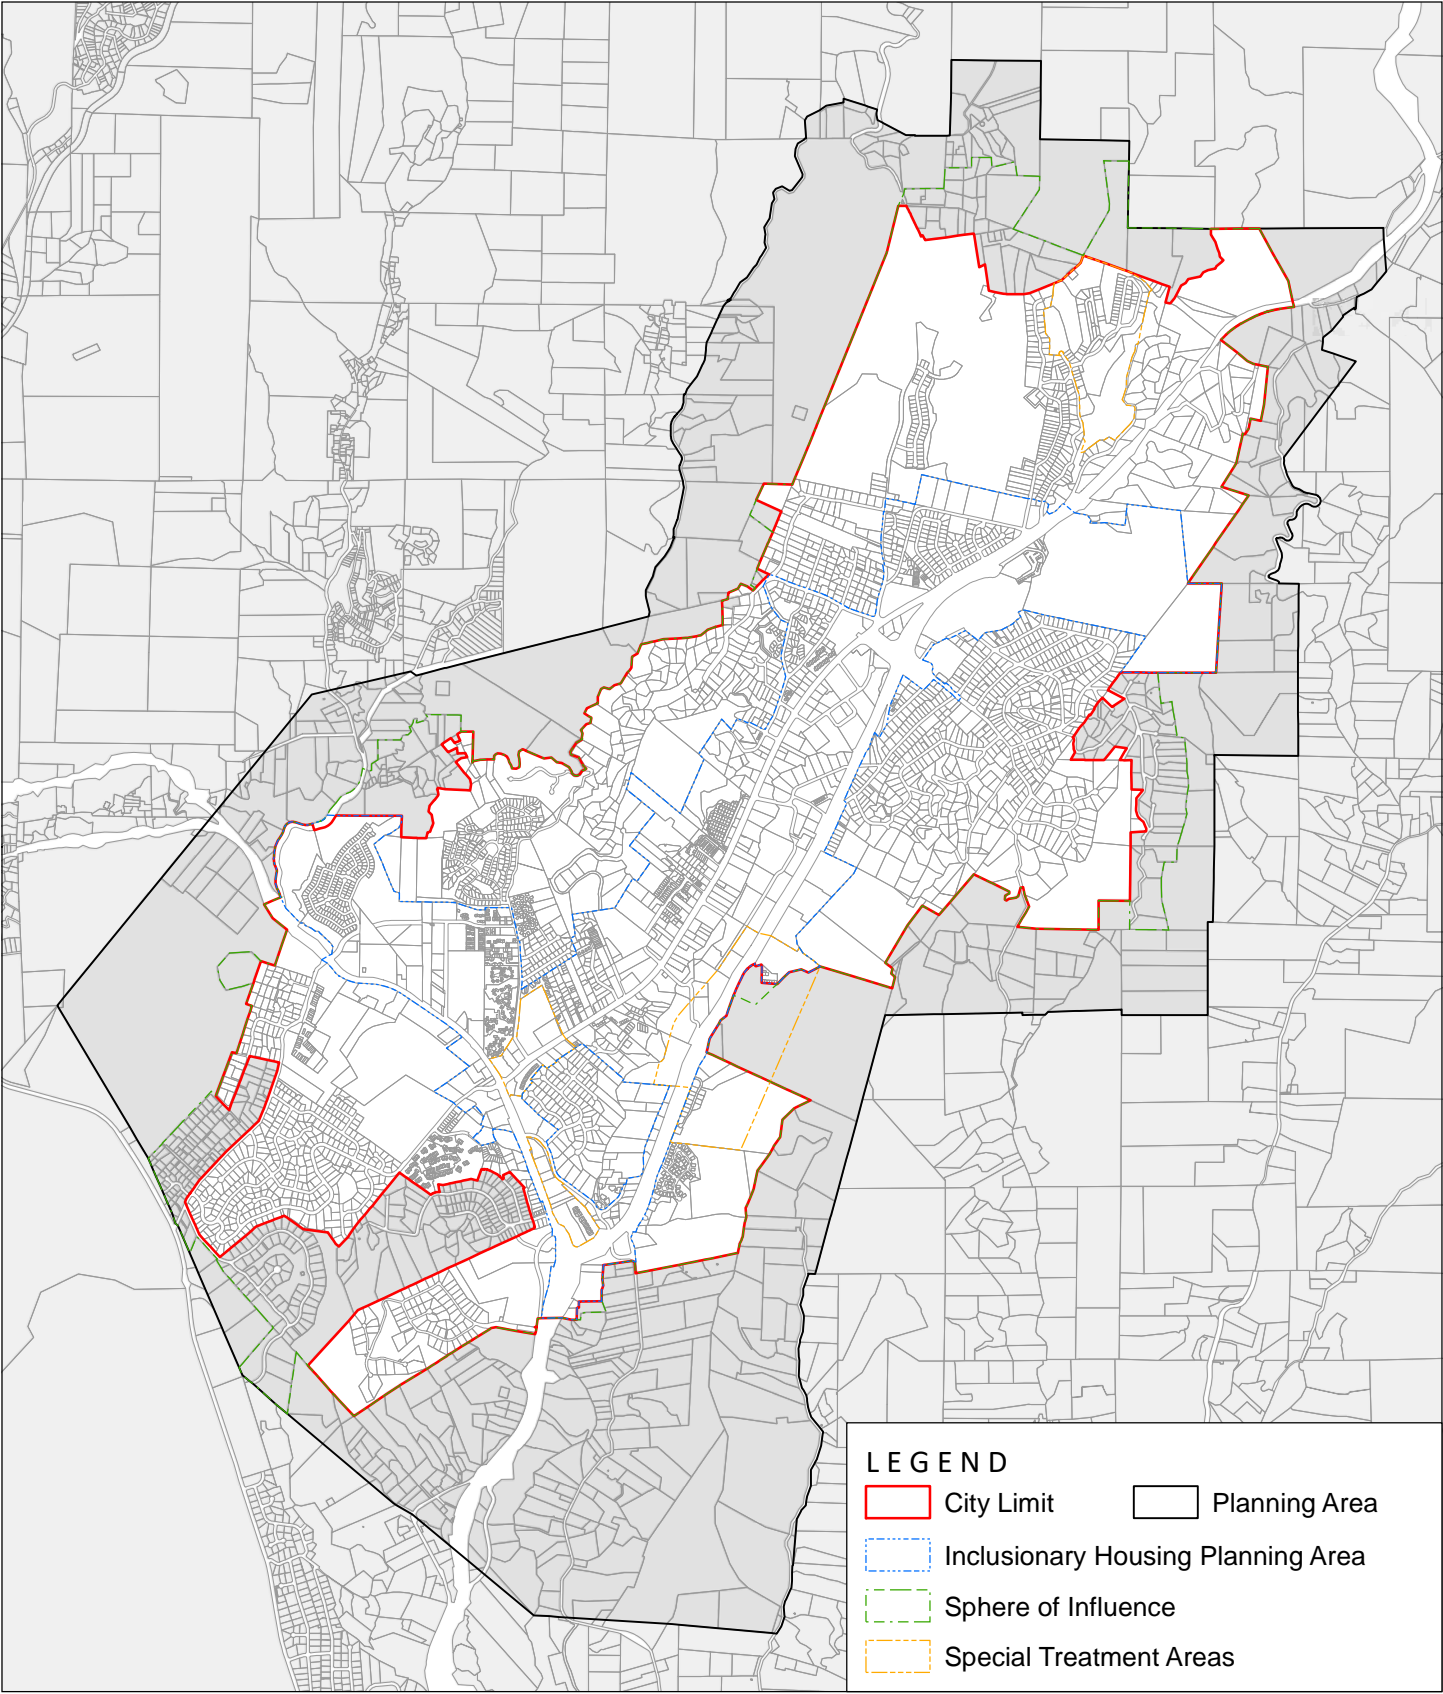 LEGEND
City Limit
Planning Area
Inclusionary Housing Planning Area
Sphere of Influence
Special Treatment Areas